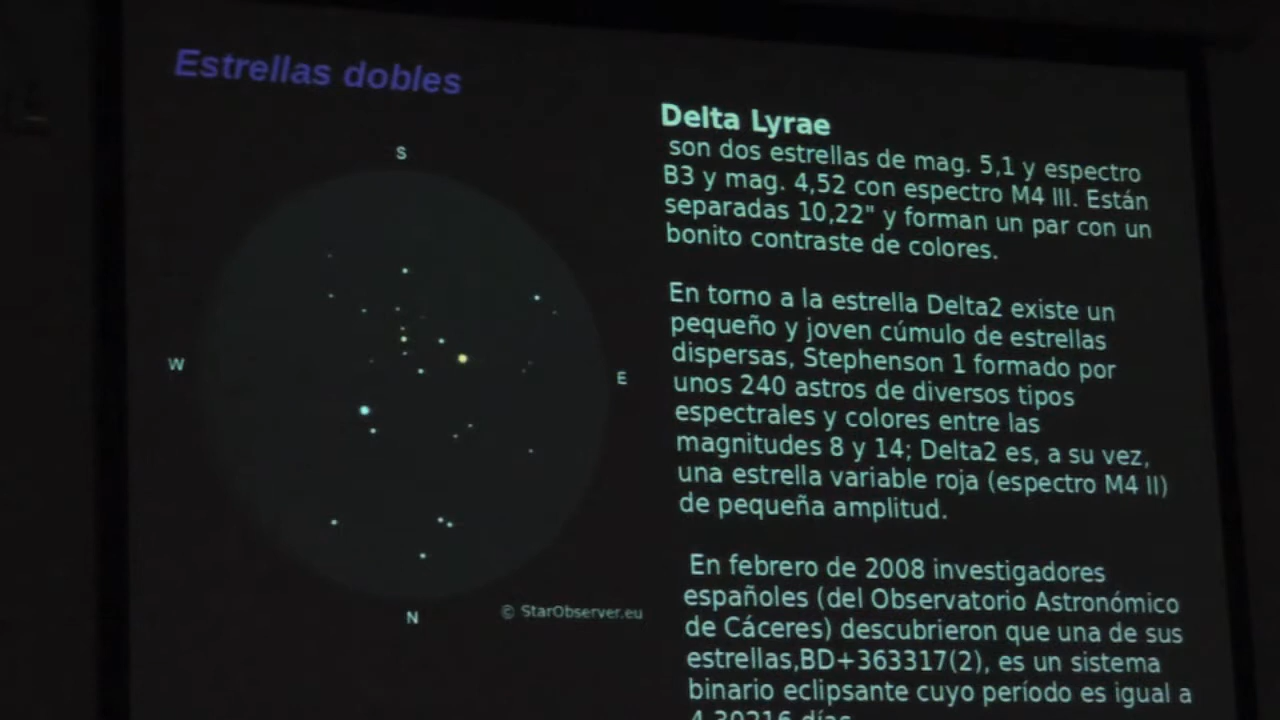 Estrellas dobles
S
W
E
N
© StarObserver.eu
Delta Lyrae
son dos estrellas de mag. 5,1 y espectro
B3 y mag. 4,52 con espectro M4 III. Están
separadas 10,22" y forman un par con un
bonito contraste de colores.
En torno a la estrella Delta2 existe un
pequeño y joven cúmulo de estrellas
dispersas, Stephenson 1 formado por
unos 240 astros de diversos tipos
espectrales y colores entre las
magnitudes 8 y 14; Delta2 es, a su vez,
una estrella variable roja (espectro M4 II)
de pequeña amplitud.
En febrero de 2008 investigadores
españoles (del Observatorio Astronómico
de Cáceres) descubrieron que una de sus
estrellas,BD+363317(2), es un sistema
binario eclipsante cuyo período es igual a
4,30216 días